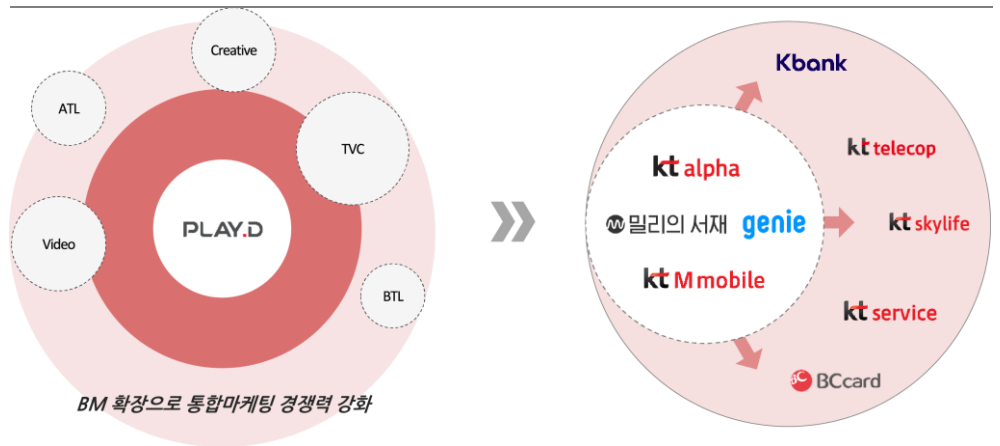 Creative
ATL
TVC
PLAY.D
Video
BTL
BM 확장으로 통합마케팅 경쟁력 강화
Kbank
kt telecop
kt alpha
밀리의 서재 genie
kt skylife
kt M mobile
kt service
BC BCcard